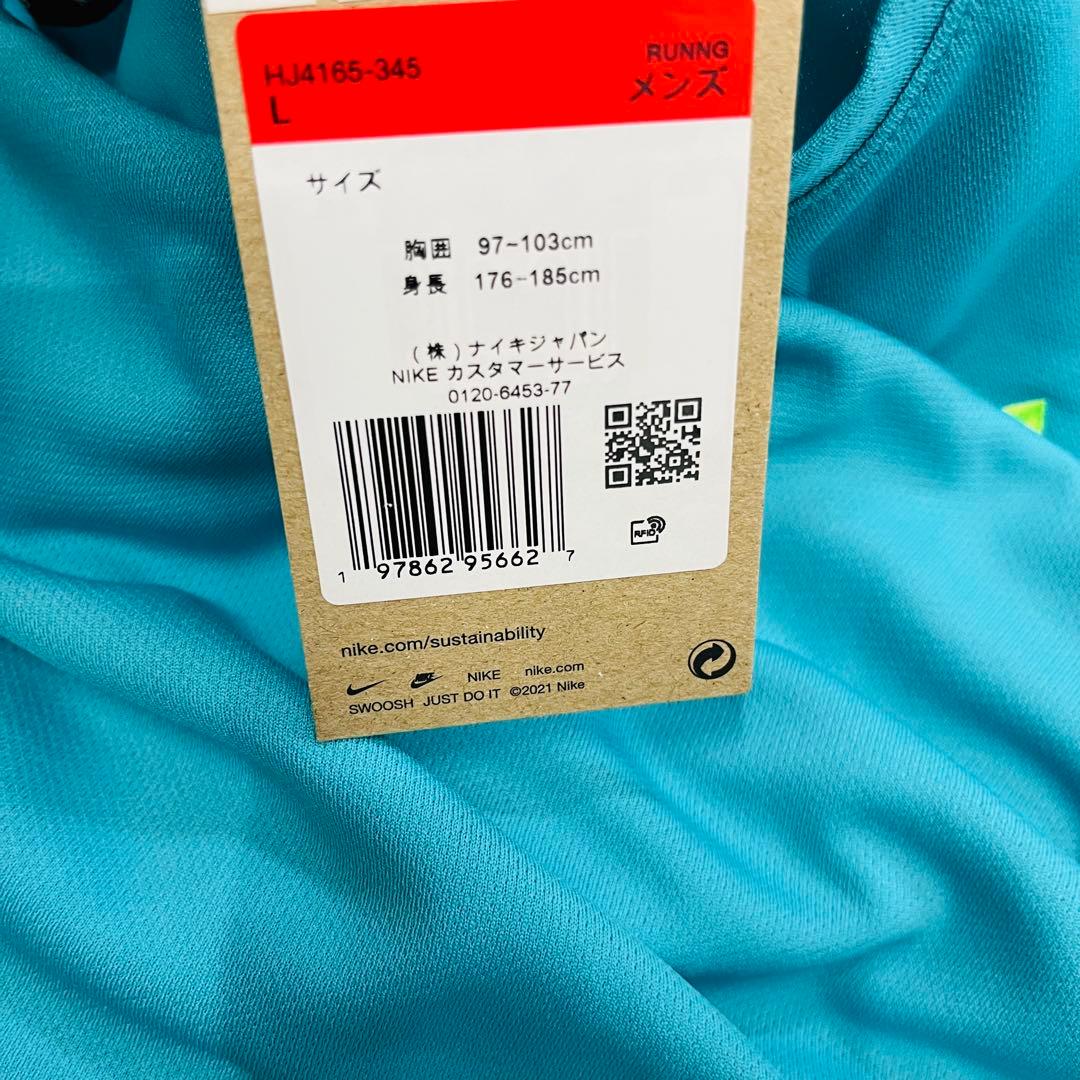 HJ4165-345 RUNNG
L メンズ
サイズ
胸囲 97~103cm
身長 176-185cm
(株)ナイキジャパン
NIKE カスタマーサービス
0120-6453-77
RFID
1 97862 95662 7
nike.com/sustainability
NIKE nike.com
SWOOSH JUST DO IT ©2021 Nike